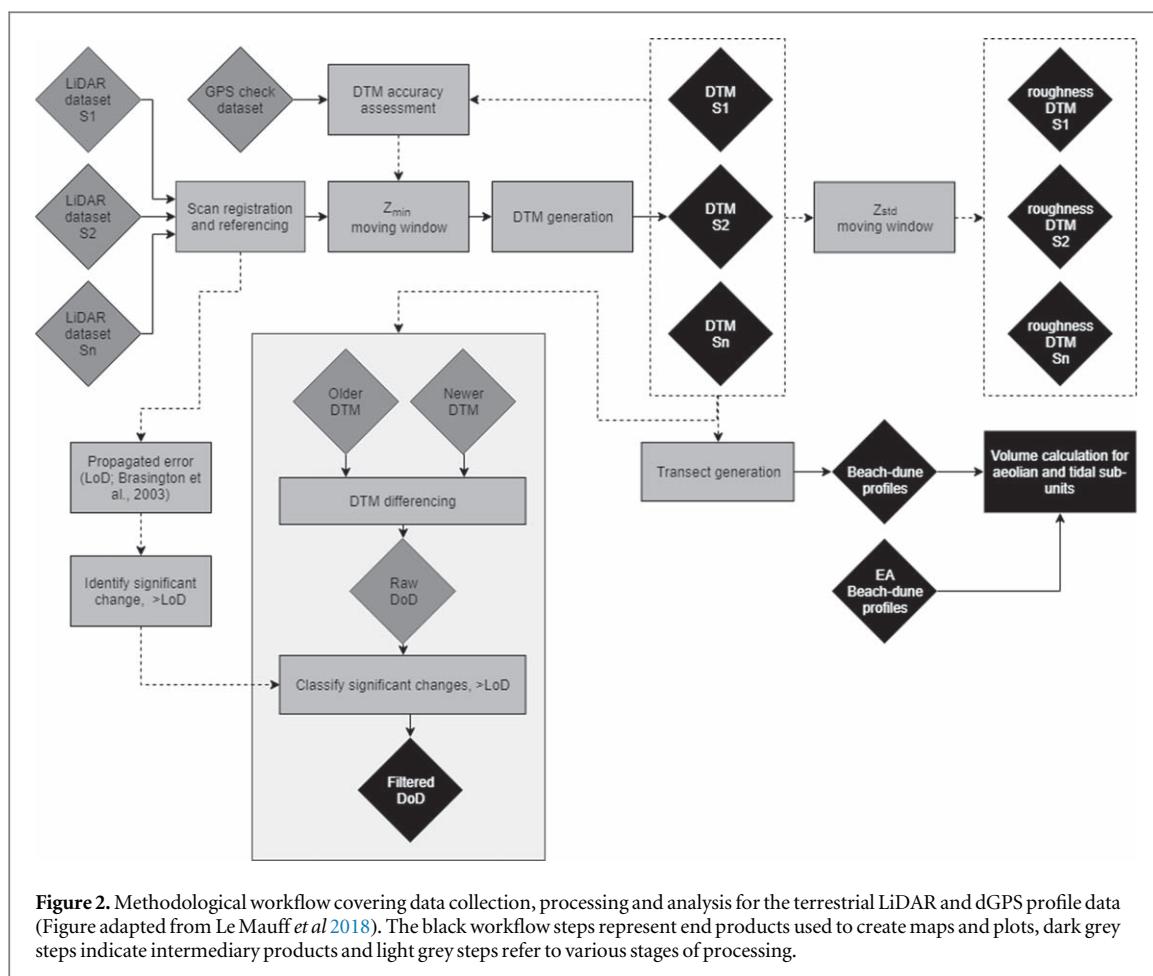 LiDAR
dataset
S1
GPS check
dataset
DTM accuracy
assessment
DTM
S1
roughness
DTM
S1
LiDAR
dataset
S2
Scan registration
and referencing
Zmin
moving window
DTM generation
DTM
S2
Zstd
moving window
roughness
DTM
S2
LiDAR
dataset
Sn
DTM
Sn
roughness
DTM
Sn
Older
DTM
Newer
DTM
Propagated error
(LoD; Brasington
et al., 2003)
DTM differencing
Transect generation
Beach-dune
profiles
Volume calculation for
aeolian and tidal sub-
units
Identify significant
change, >LoD
Raw
DoD
EA
Beach-dune
profiles
Classify significant changes, >LoD
Filtered
DoD
Figure 2. Methodological workflow covering data collection, processing and analysis for the terrestrial LiDAR and dGPS profile data
(Figure adapted from Le Mauff et al 2018). The black workflow steps represent end products used to create maps and plots, dark grey
steps indicate intermediary products and light grey steps refer to various stages of processing.